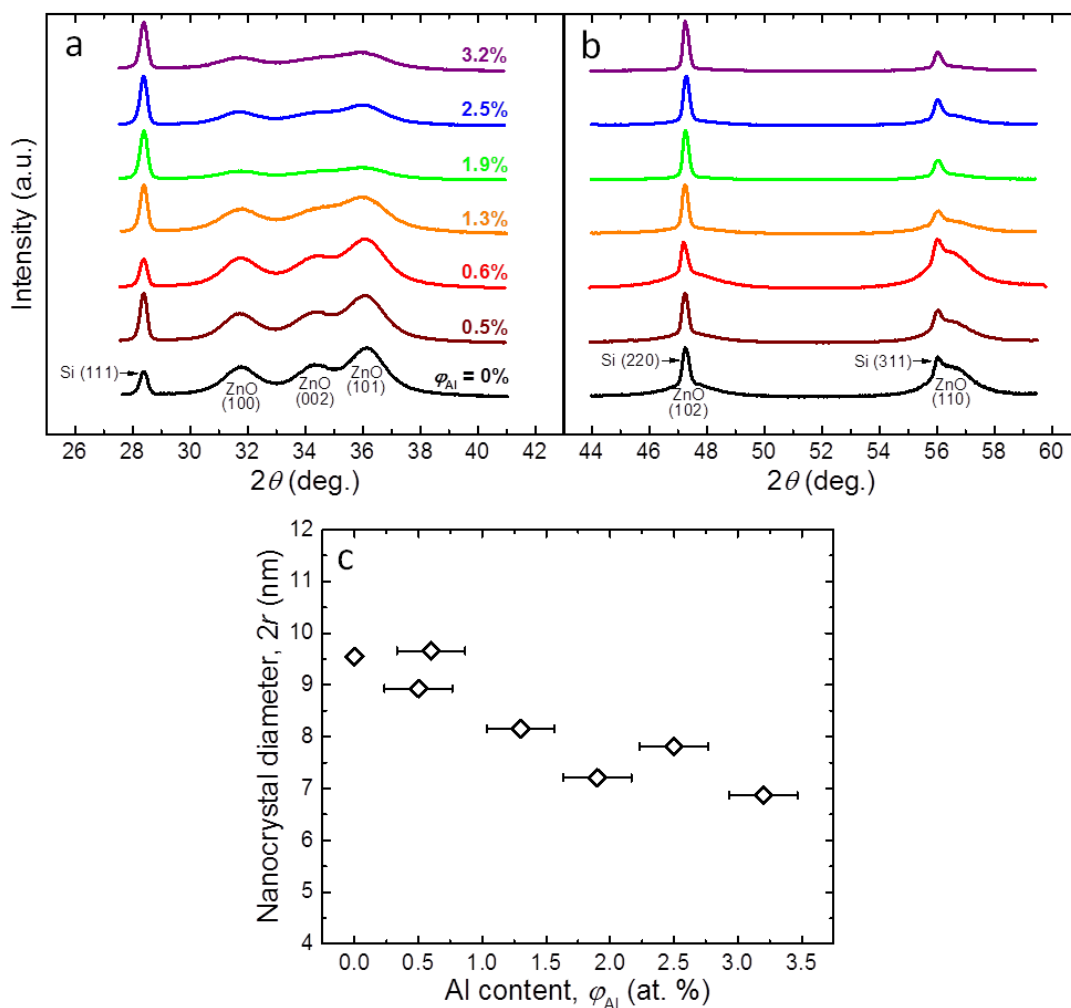 a
3.2%
2.5%
1.9%
1.3%
0.6%
0.5%
φAl = 0%
Si (111)
ZnO
(100)
ZnO
(002)
ZnO
(101)
Intensity (a.u.)
26 28 30 32 34 36 38 40 42
2θ (deg.)
b
Si (220)
ZnO
(102)
Si (311)
ZnO
(110)
44 46 48 50 52 54 56 58 60
2θ (deg.)
c
Nanocrystal diameter, 2r (nm)
12
11
10
9
8
7
6
5
4
0.0 0.5 1.0 1.5 2.0 2.5 3.0 3.5
Al content, φAl (at. %)